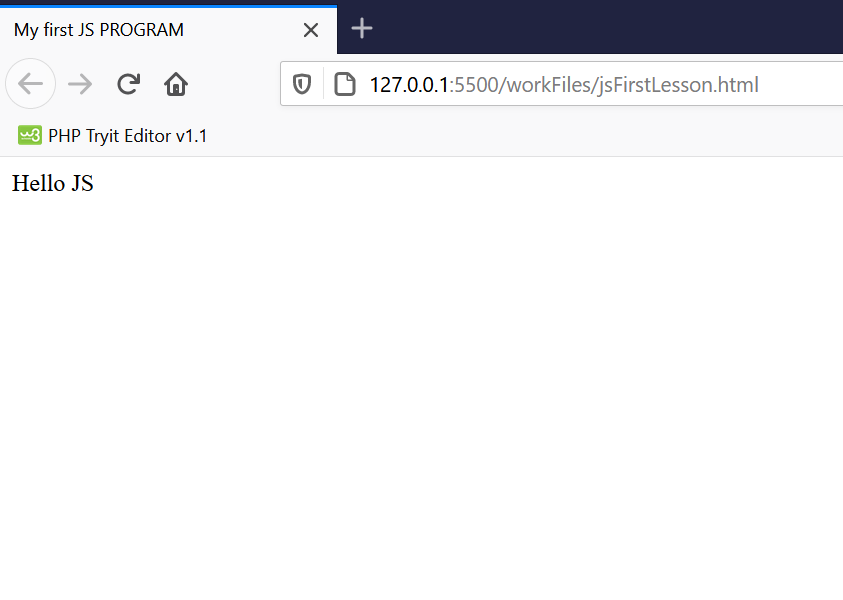 My first JS PROGRAM
127.0.0.1:5500/workFiles/jsFirstLesson.html
PHP Tryit Editor v1.1
Hello JS